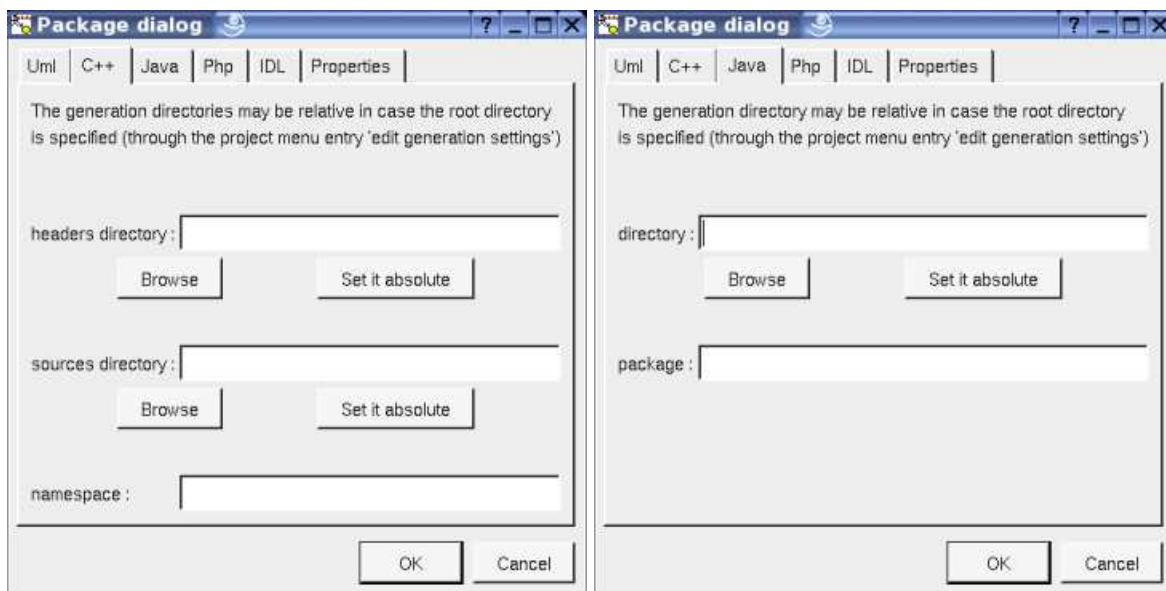 Package dialog
Uml C++ Java Php IDL Properties
The generation directories may be relative in case the root directory
is specified (through the project menu entry 'edit generation settings')
headers directory :
Browse Set it absolute
sources directory :
Browse Set it absolute
namespace :
OK Cancel
Package dialog
Uml C++ Java Php IDL Properties
The generation directory may be relative in case the root directory
is specified (through the project menu entry 'edit generation settings')
directory :
Browse Set it absolute
package :
OK Cancel